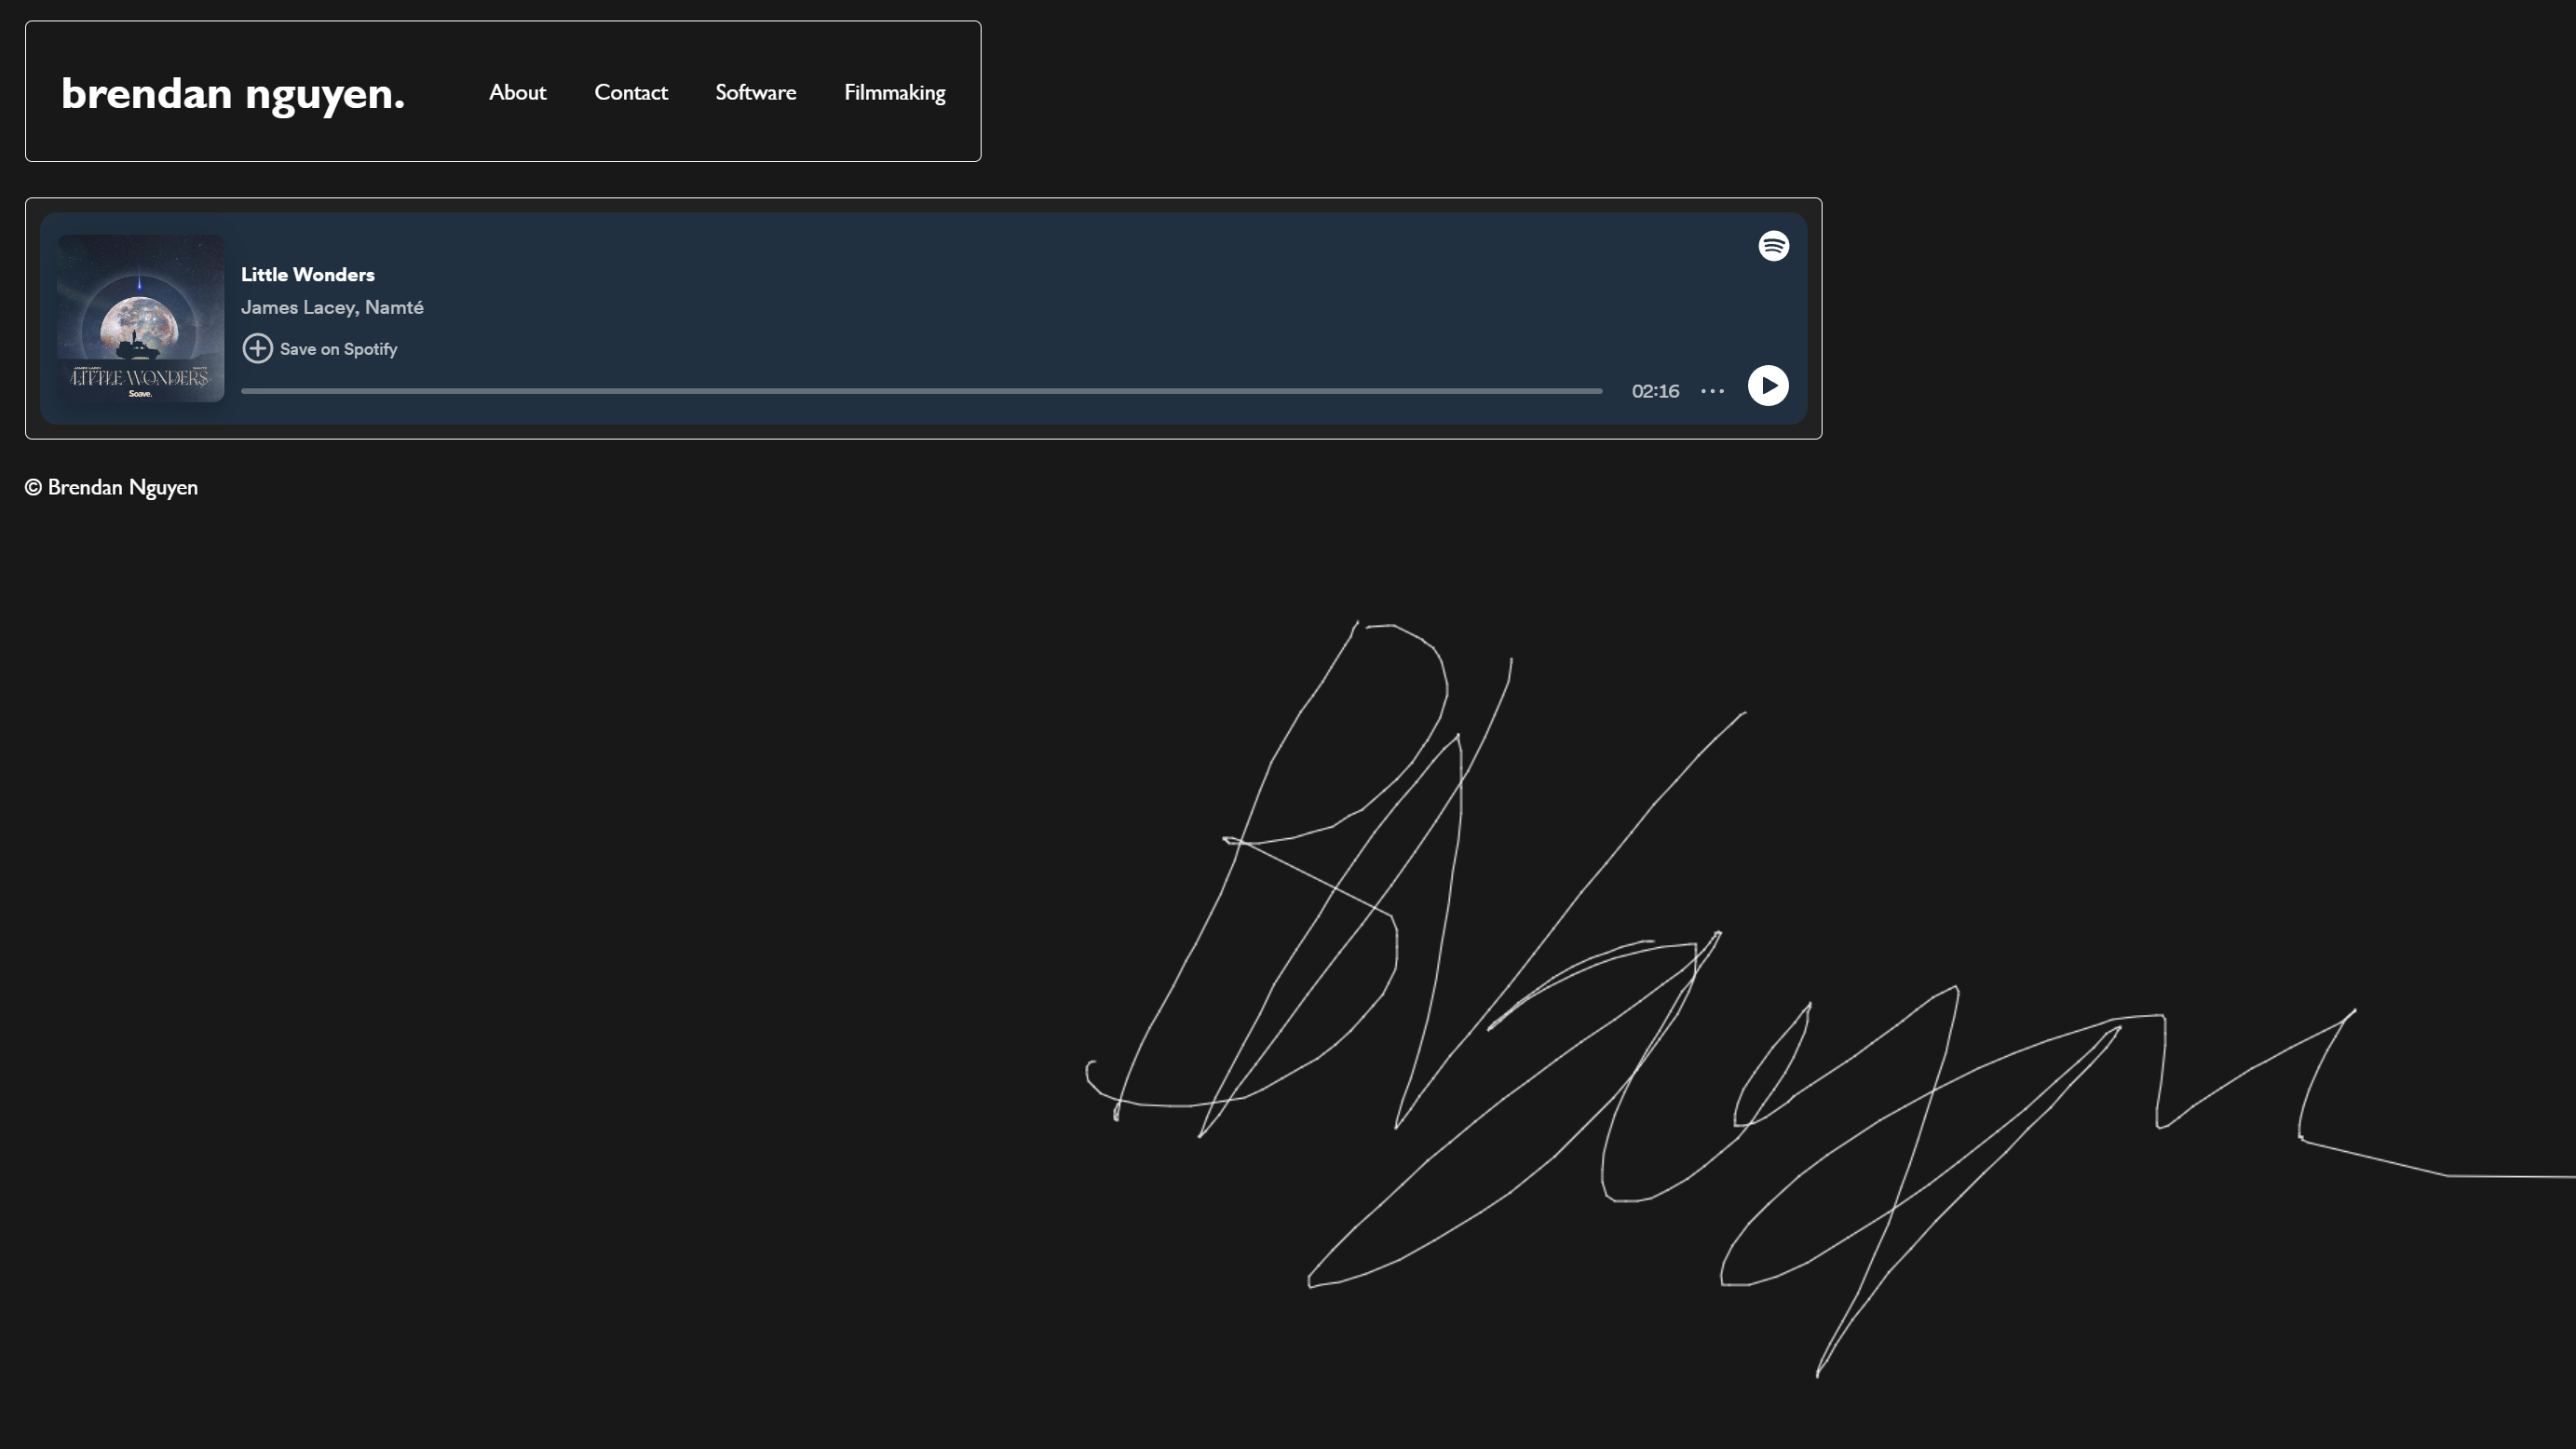 brendan nguyen.
About Contact Software Filmmaking
Little Wonders
James Lacey, Namté
Save on Spotify
LITTLE WONDERS
Soave.
02:16
© Brendan Nguyen